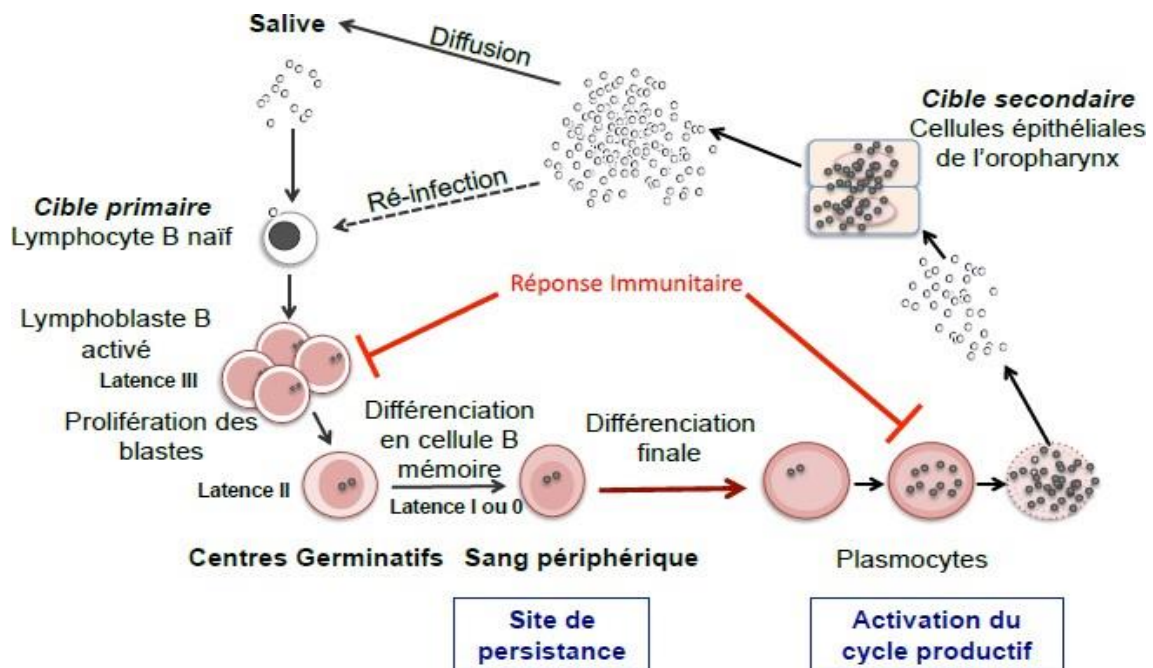 Salive
Diffusion
Cible secondaire
Cellules épithéliales
de l'oropharynx
Ré-infection
Cible primaire
Lymphocyte B naïf
Réponse Immunitaire
Lymphoblaste B
activé
Latence III
Prolifération des
blastes
Différenciation
en cellule B
mémoire
Différenciation
finale
Latence II
Latence I ou 0
Centres Germinatifs
Sang périphérique
Plasmocytes
Site de
persistance
Activation du
cycle productif